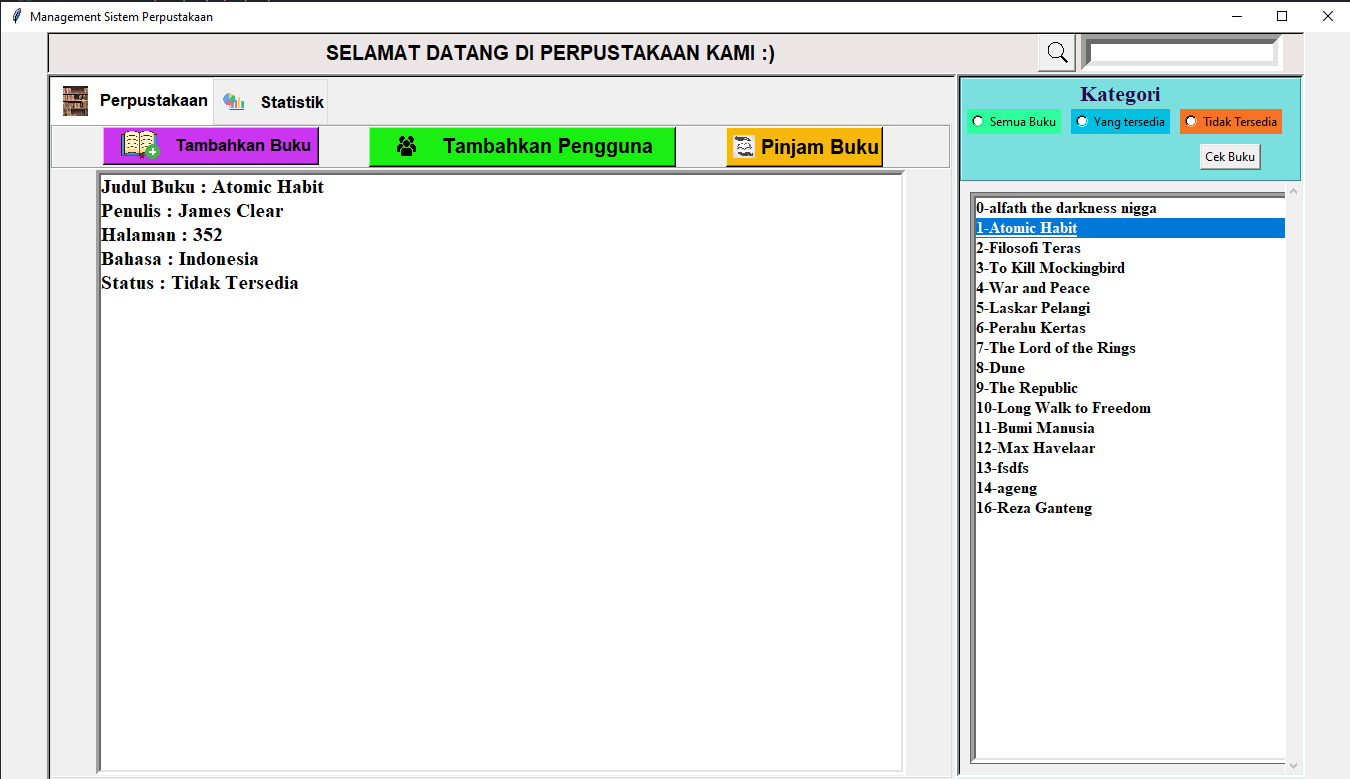 Management Sistem Perpustakaan
SELAMAT DATANG DI PERPUSTAKAAN KAMI :)
Perpustakaan
Statistik
Tambahkan Buku
Tambahkan Pengguna
Pinjam Buku
Judul Buku : Atomic Habit
Penulis : James Clear
Halaman : 352
Bahasa : Indonesia
Status : Tidak Tersedia
Kategori
Semua Buku
Yang tersedia
Tidak Tersedia
Cek Buku
0-alfath the darkness nigga
1-Atomic Habit
2-Filosofi Teras
3-To Kill Mockingbird
4-War and Peace
5-Laskar Pelangi
6-Perahu Kertas
7-The Lord of the Rings
8-Dune
9-The Republic
10-Long Walk to Freedom
11-Bumi Manusia
12-Max Havelaar
13-fsdfs
14-ageng
16-Reza Ganteng